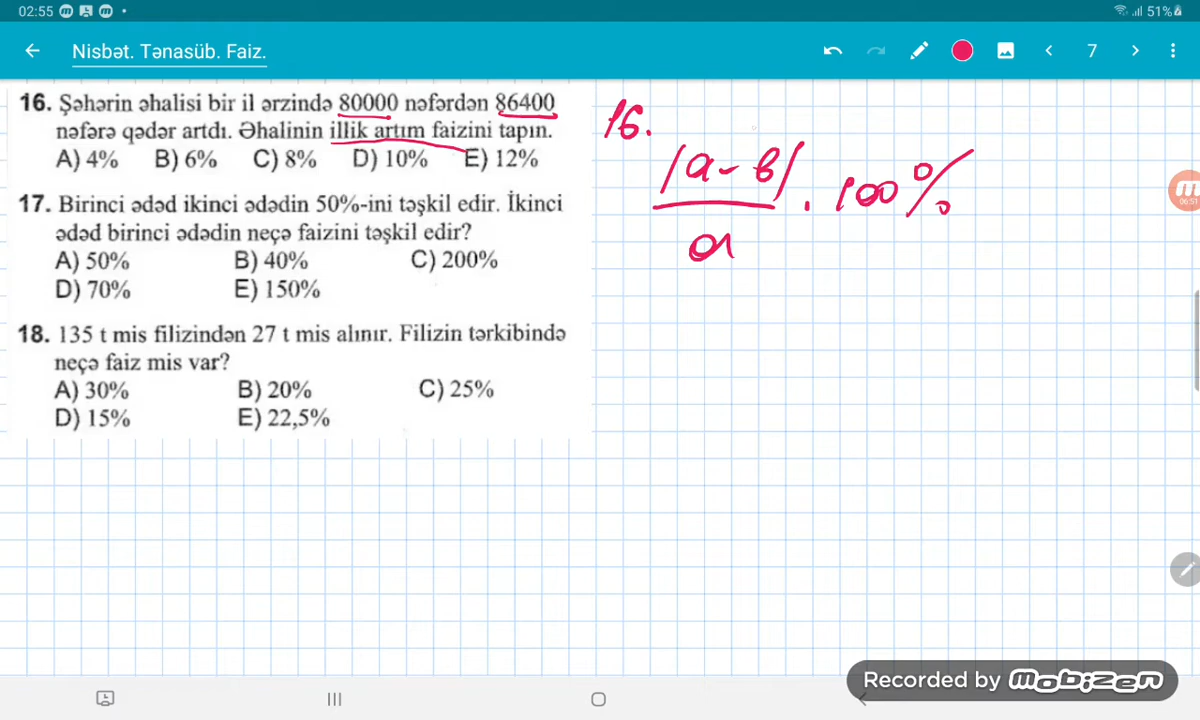 02:55
51%
Nisbət. Tənasüb. Faiz.
7
16. Şəhərin əhalisi bir il ərzində 80000 nəfərdən 86400
nəfərə qədər artdı. Əhalinin illik artım faizini tapın.
A) 4% B) 6% C) 8% D) 10% E) 12%
17. Birinci ədəd ikinci ədədin 50%-ini təşkil edir. İkinci
ədəd birinci ədədin neçə faizini təşkil edir?
A) 50% B) 40% C) 200%
D) 70% E) 150%
18. 135 t mis filizindən 27 t mis alınır. Filizin tərkibində
neçə faiz mis var?
A) 30% B) 20% C) 25%
D) 15% E) 22,5%
16.
|a-b|
. 100%
a
06:51
Recorded by Mobizen